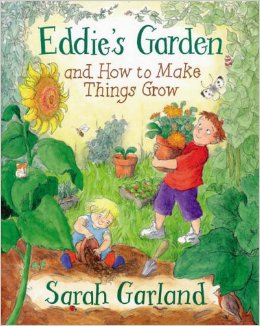 Eddie's Garden
and How to Make
Things Grow
Sarah Garland